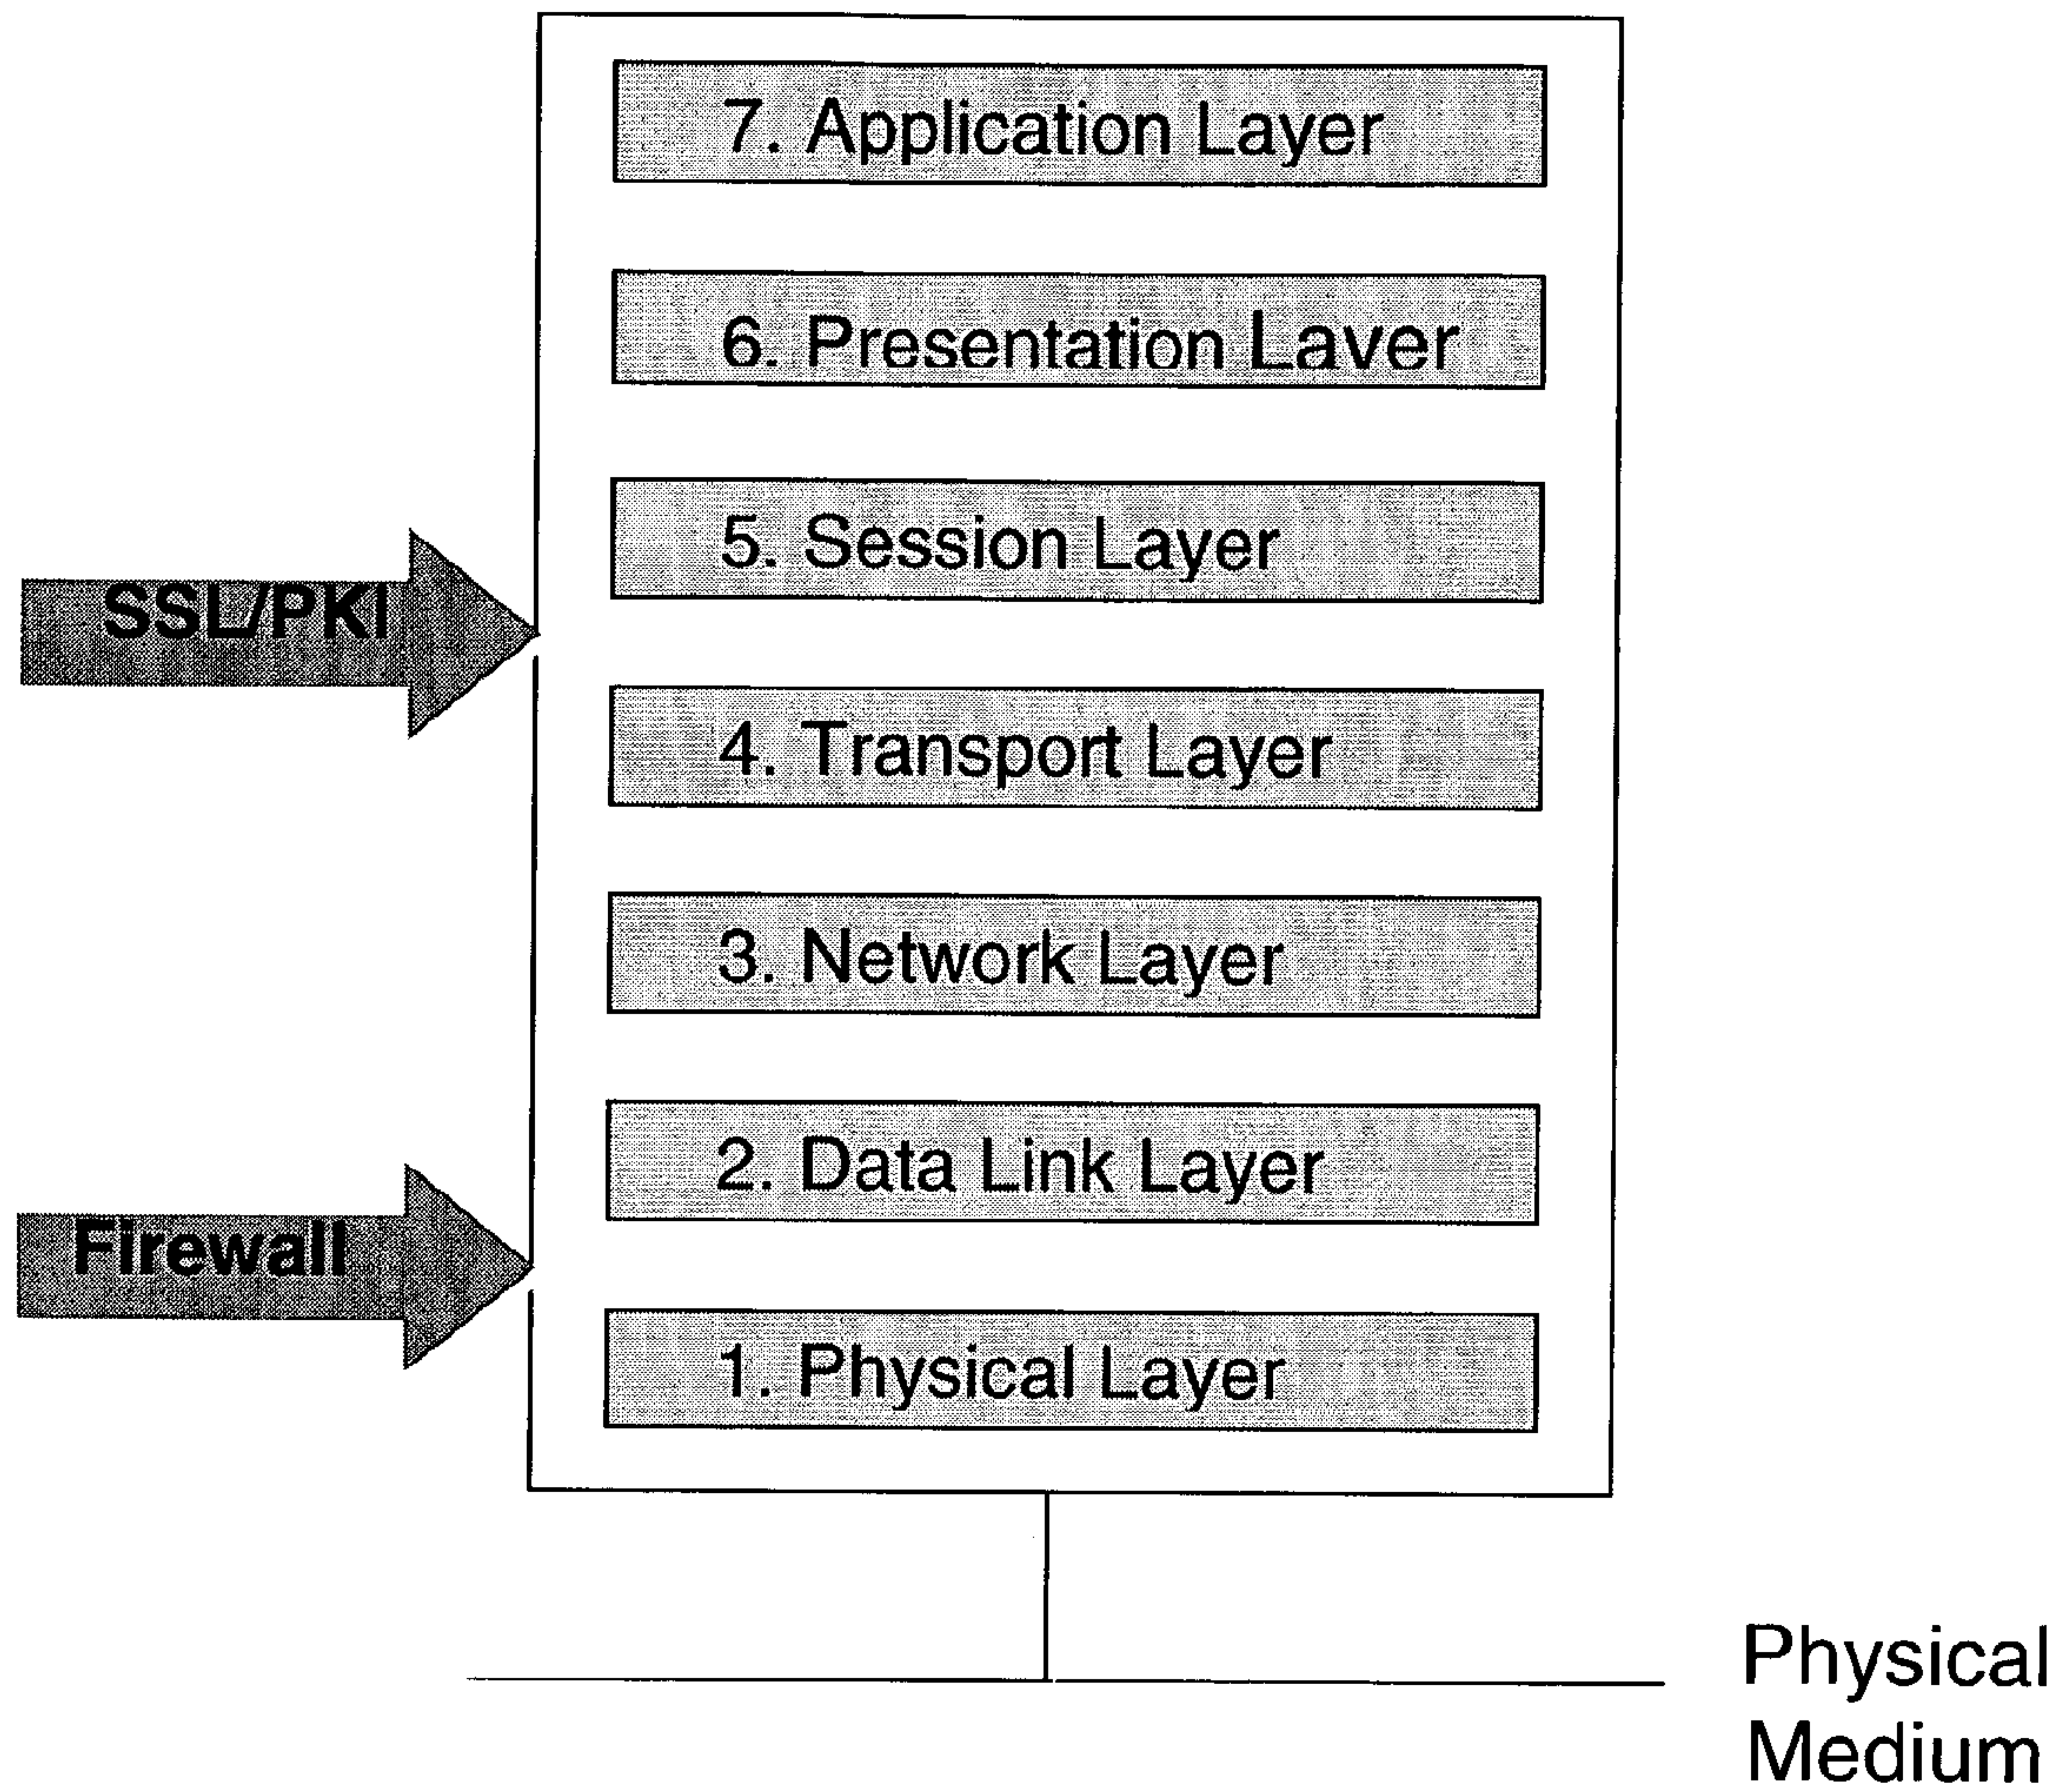 7. Application Layer
6. Presentation Layer
5. Session Layer
SSL/PKI
4. Transport Layer
3. Network Layer
2. Data Link Layer
Firewall
1. Physical Layer
Physical
Medium